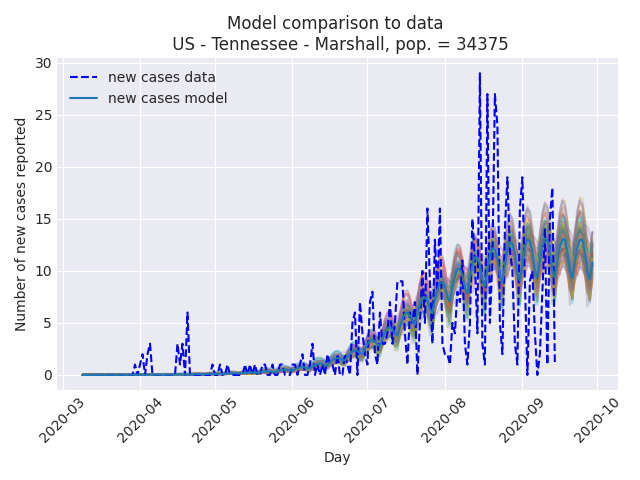 Model comparison to data
US - Tennessee - Marshall, pop. = 34375
30
25
20
15
10
5
0
Number of new cases reported
new cases data
new cases model
2020-03
2020-04
2020-05
2020-06
2020-07
2020-08
2020-09
2020-10
Day